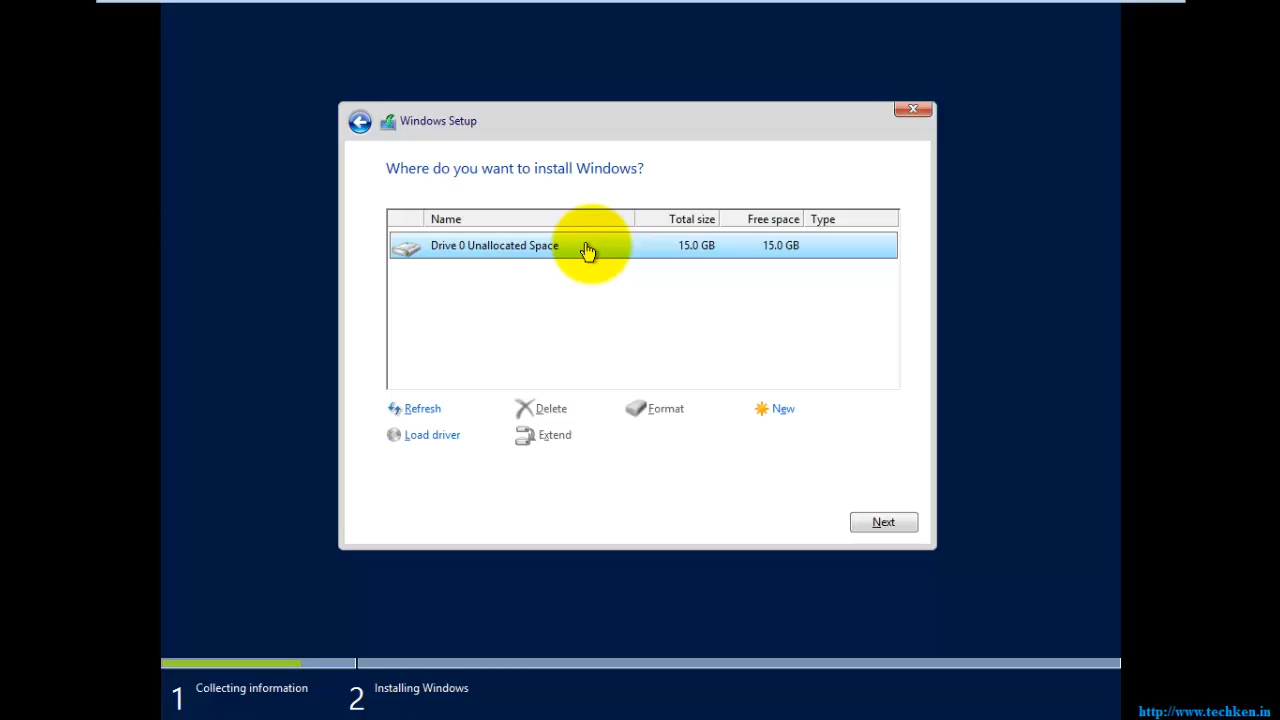 Windows Setup
Where do you want to install Windows?
Name Total size Free space Type
Drive 0 Unallocated Space 15.0 GB 15.0 GB
Refresh Delete Format New
Load driver Extend
Next
1 Collecting information 2 Installing Windows
http://www.techken.in